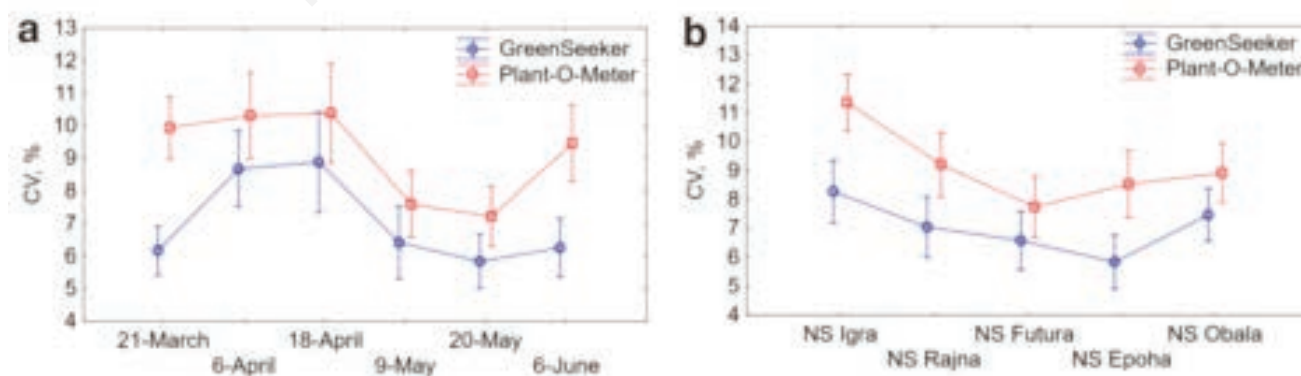 a
13
12
11
10
9
8
7
6
5
4
CV, %
GreenSeeker
Plant-O-Meter
21-March
18-April
20-May
6-April
9-May
6-June
b
14
13
12
11
10
9
8
7
6
5
4
CV, %
GreenSeeker
Plant-O-Meter
NS Igra
NS Futura
NS Obala
NS Rajna
NS Epoha